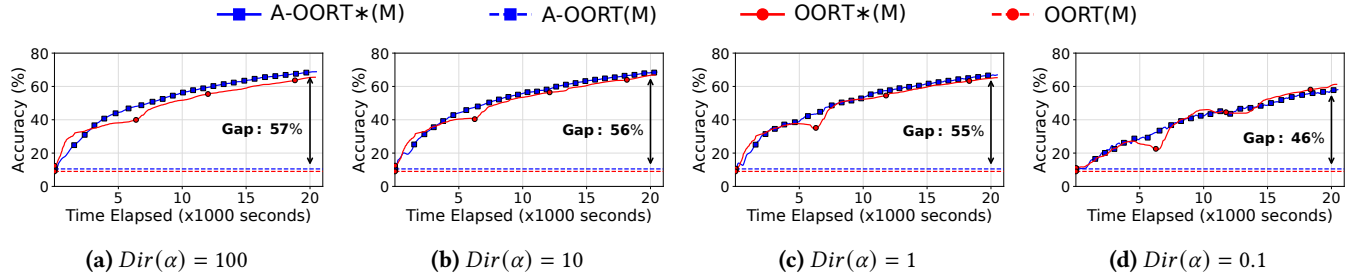 A-OORT∗(M) A-OORT(M) OORT∗(M) OORT(M)
Accuracy (%)
80
60
40
20
0
Gap: 57%
5 10 15 20
Time Elapsed (x1000 seconds)
(a) Dir(α) = 100
Accuracy (%)
80
60
40
20
0
Gap: 56%
5 10 15 20
Time Elapsed (x1000 seconds)
(b) Dir(α) = 10
Accuracy (%)
80
60
40
20
0
Gap: 55%
5 10 15 20
Time Elapsed (x1000 seconds)
(c) Dir(α) = 1
Accuracy (%)
80
60
40
20
0
Gap: 46%
5 10 15 20
Time Elapsed (x1000 seconds)
(d) Dir(α) = 0.1